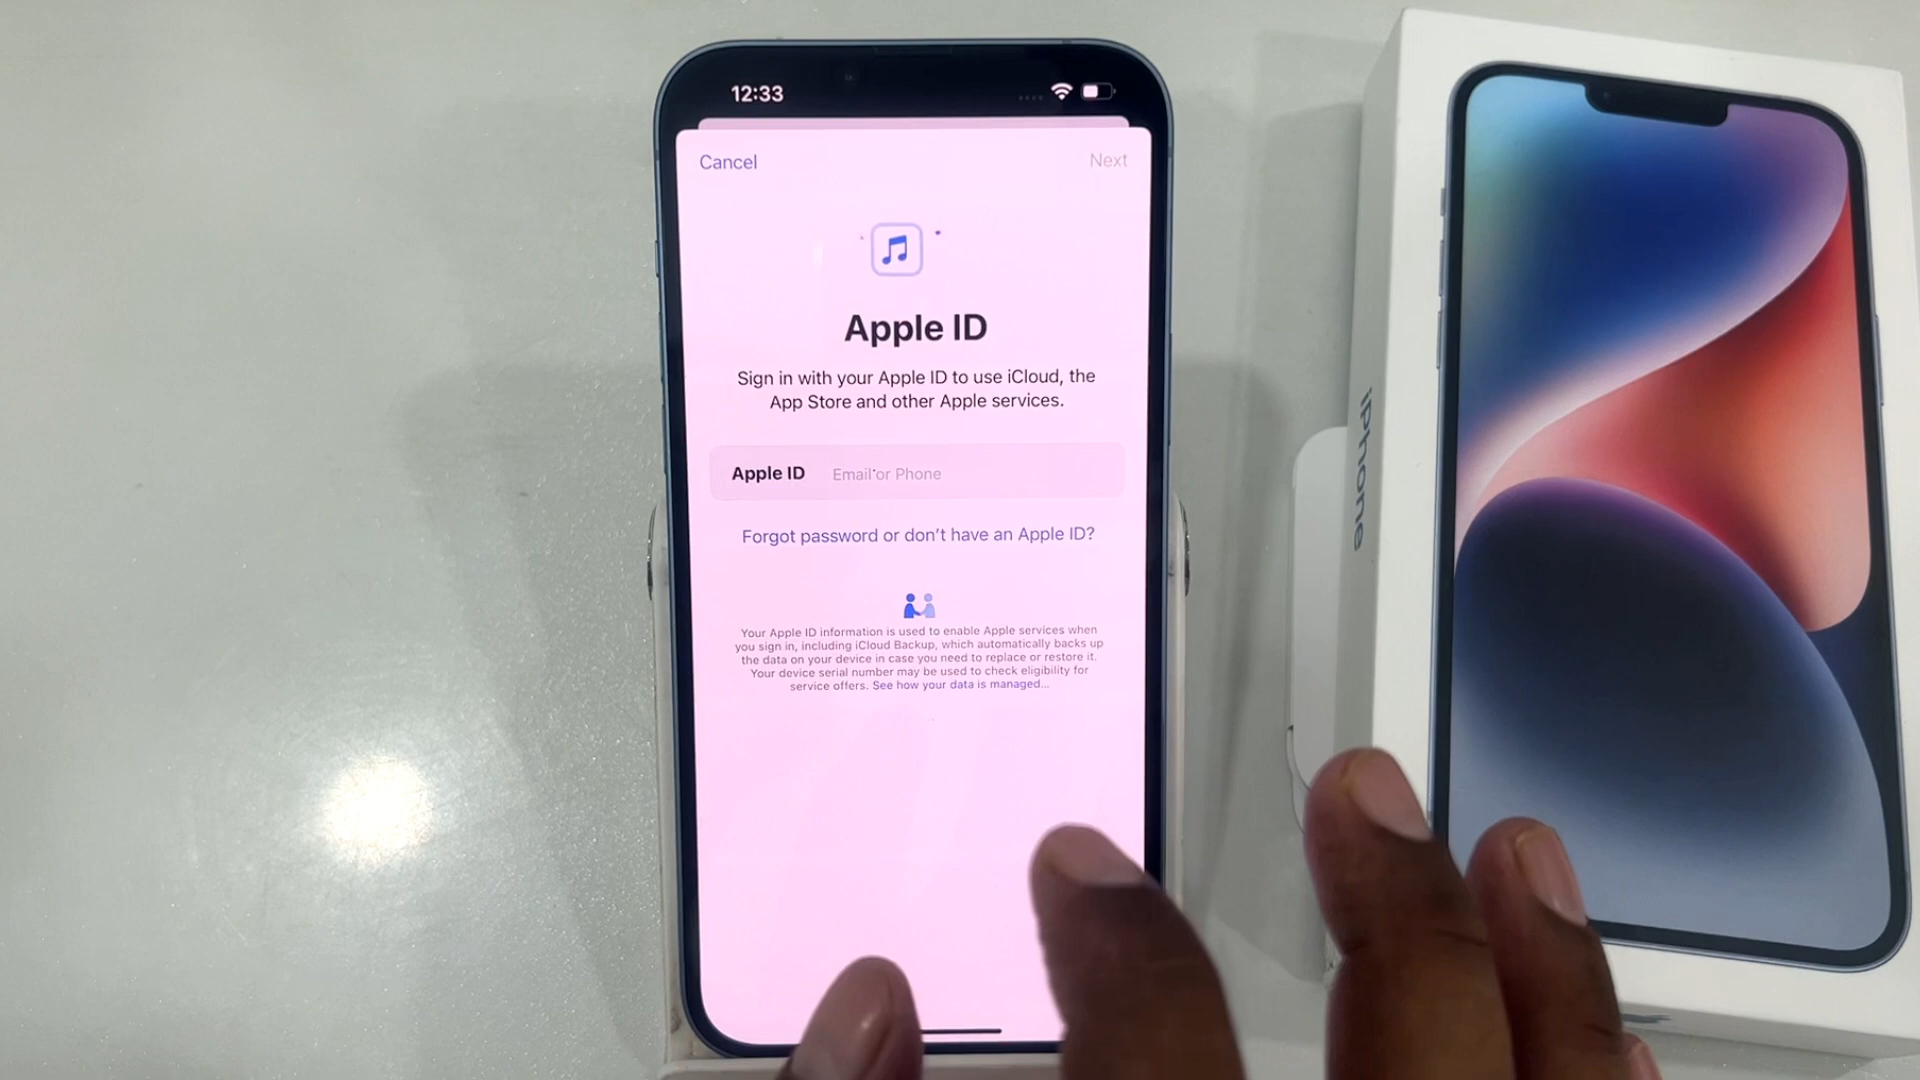 12:33
Cancel
Next
Apple ID
Sign in with your Apple ID to use iCloud, the
App Store and other Apple services.
Apple ID Email or Phone
Forgot password or don't have an Apple ID?
Your Apple ID information is used to enable Apple services when
you sign in, including iCloud Backup, which automatically backs up
the data on your device in case you need to replace or restore it.
Your device serial number may be used to check eligibility for
service offers. See how your data is managed...
iPhone